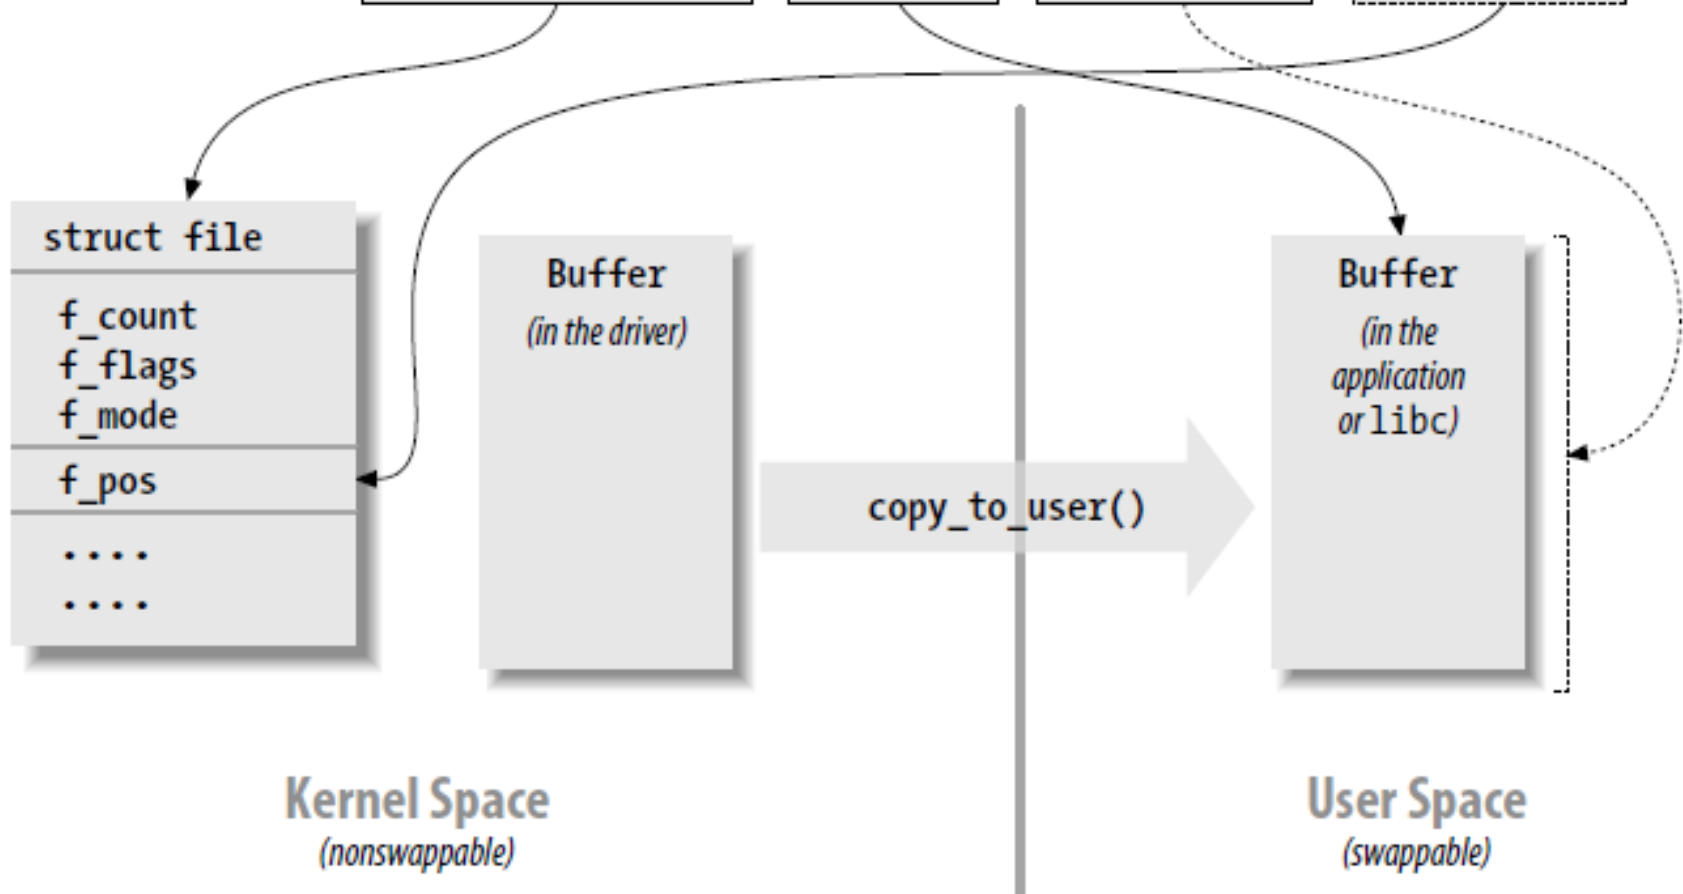 struct file
f_count
f_flags
f_mode
f_pos
....
....
Buffer
(in the driver)
copy_to_user()
Buffer
(in the
application
or libc)
Kernel Space
(nonswappable)
User Space
(swappable)